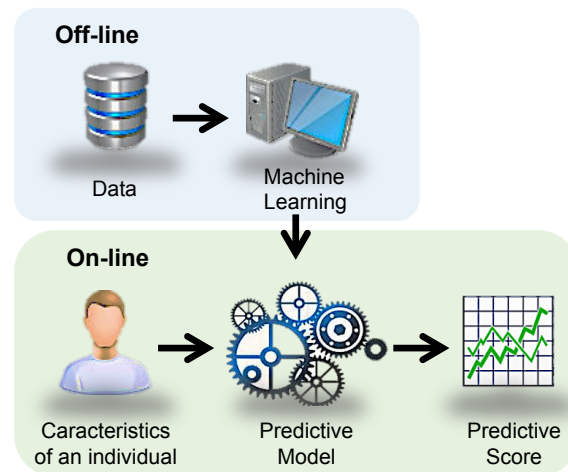 Off-line
Data
Machine
Learning
On-line
Caracteristics
of an individual
Predictive
Model
Predictive
Score